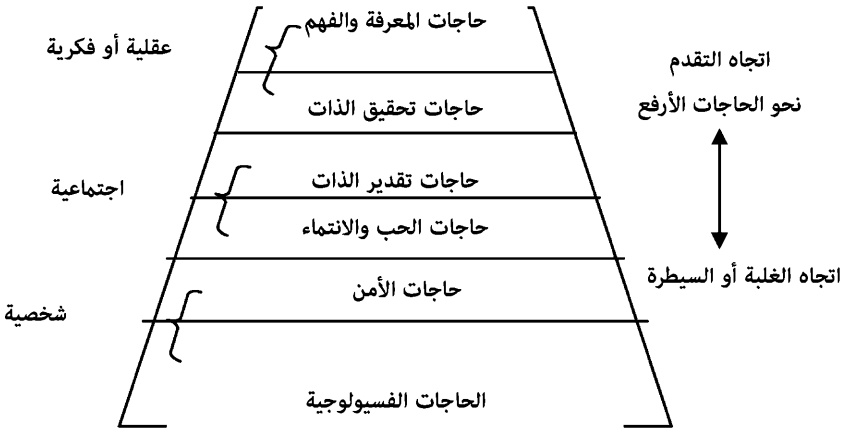 حاجات المعرفة والفهم
عقلية أو فكرية
اتجاه التقدم
نحو الحاجات الأرفع
حاجات تحقيق الذات
حاجات تقدير الذات
اجتماعية
حاجات الحب والانتماء
اتجاه الغلبة أو السيطرة
حاجات الأمن
شخصية
الحاجات الفسيولوجية